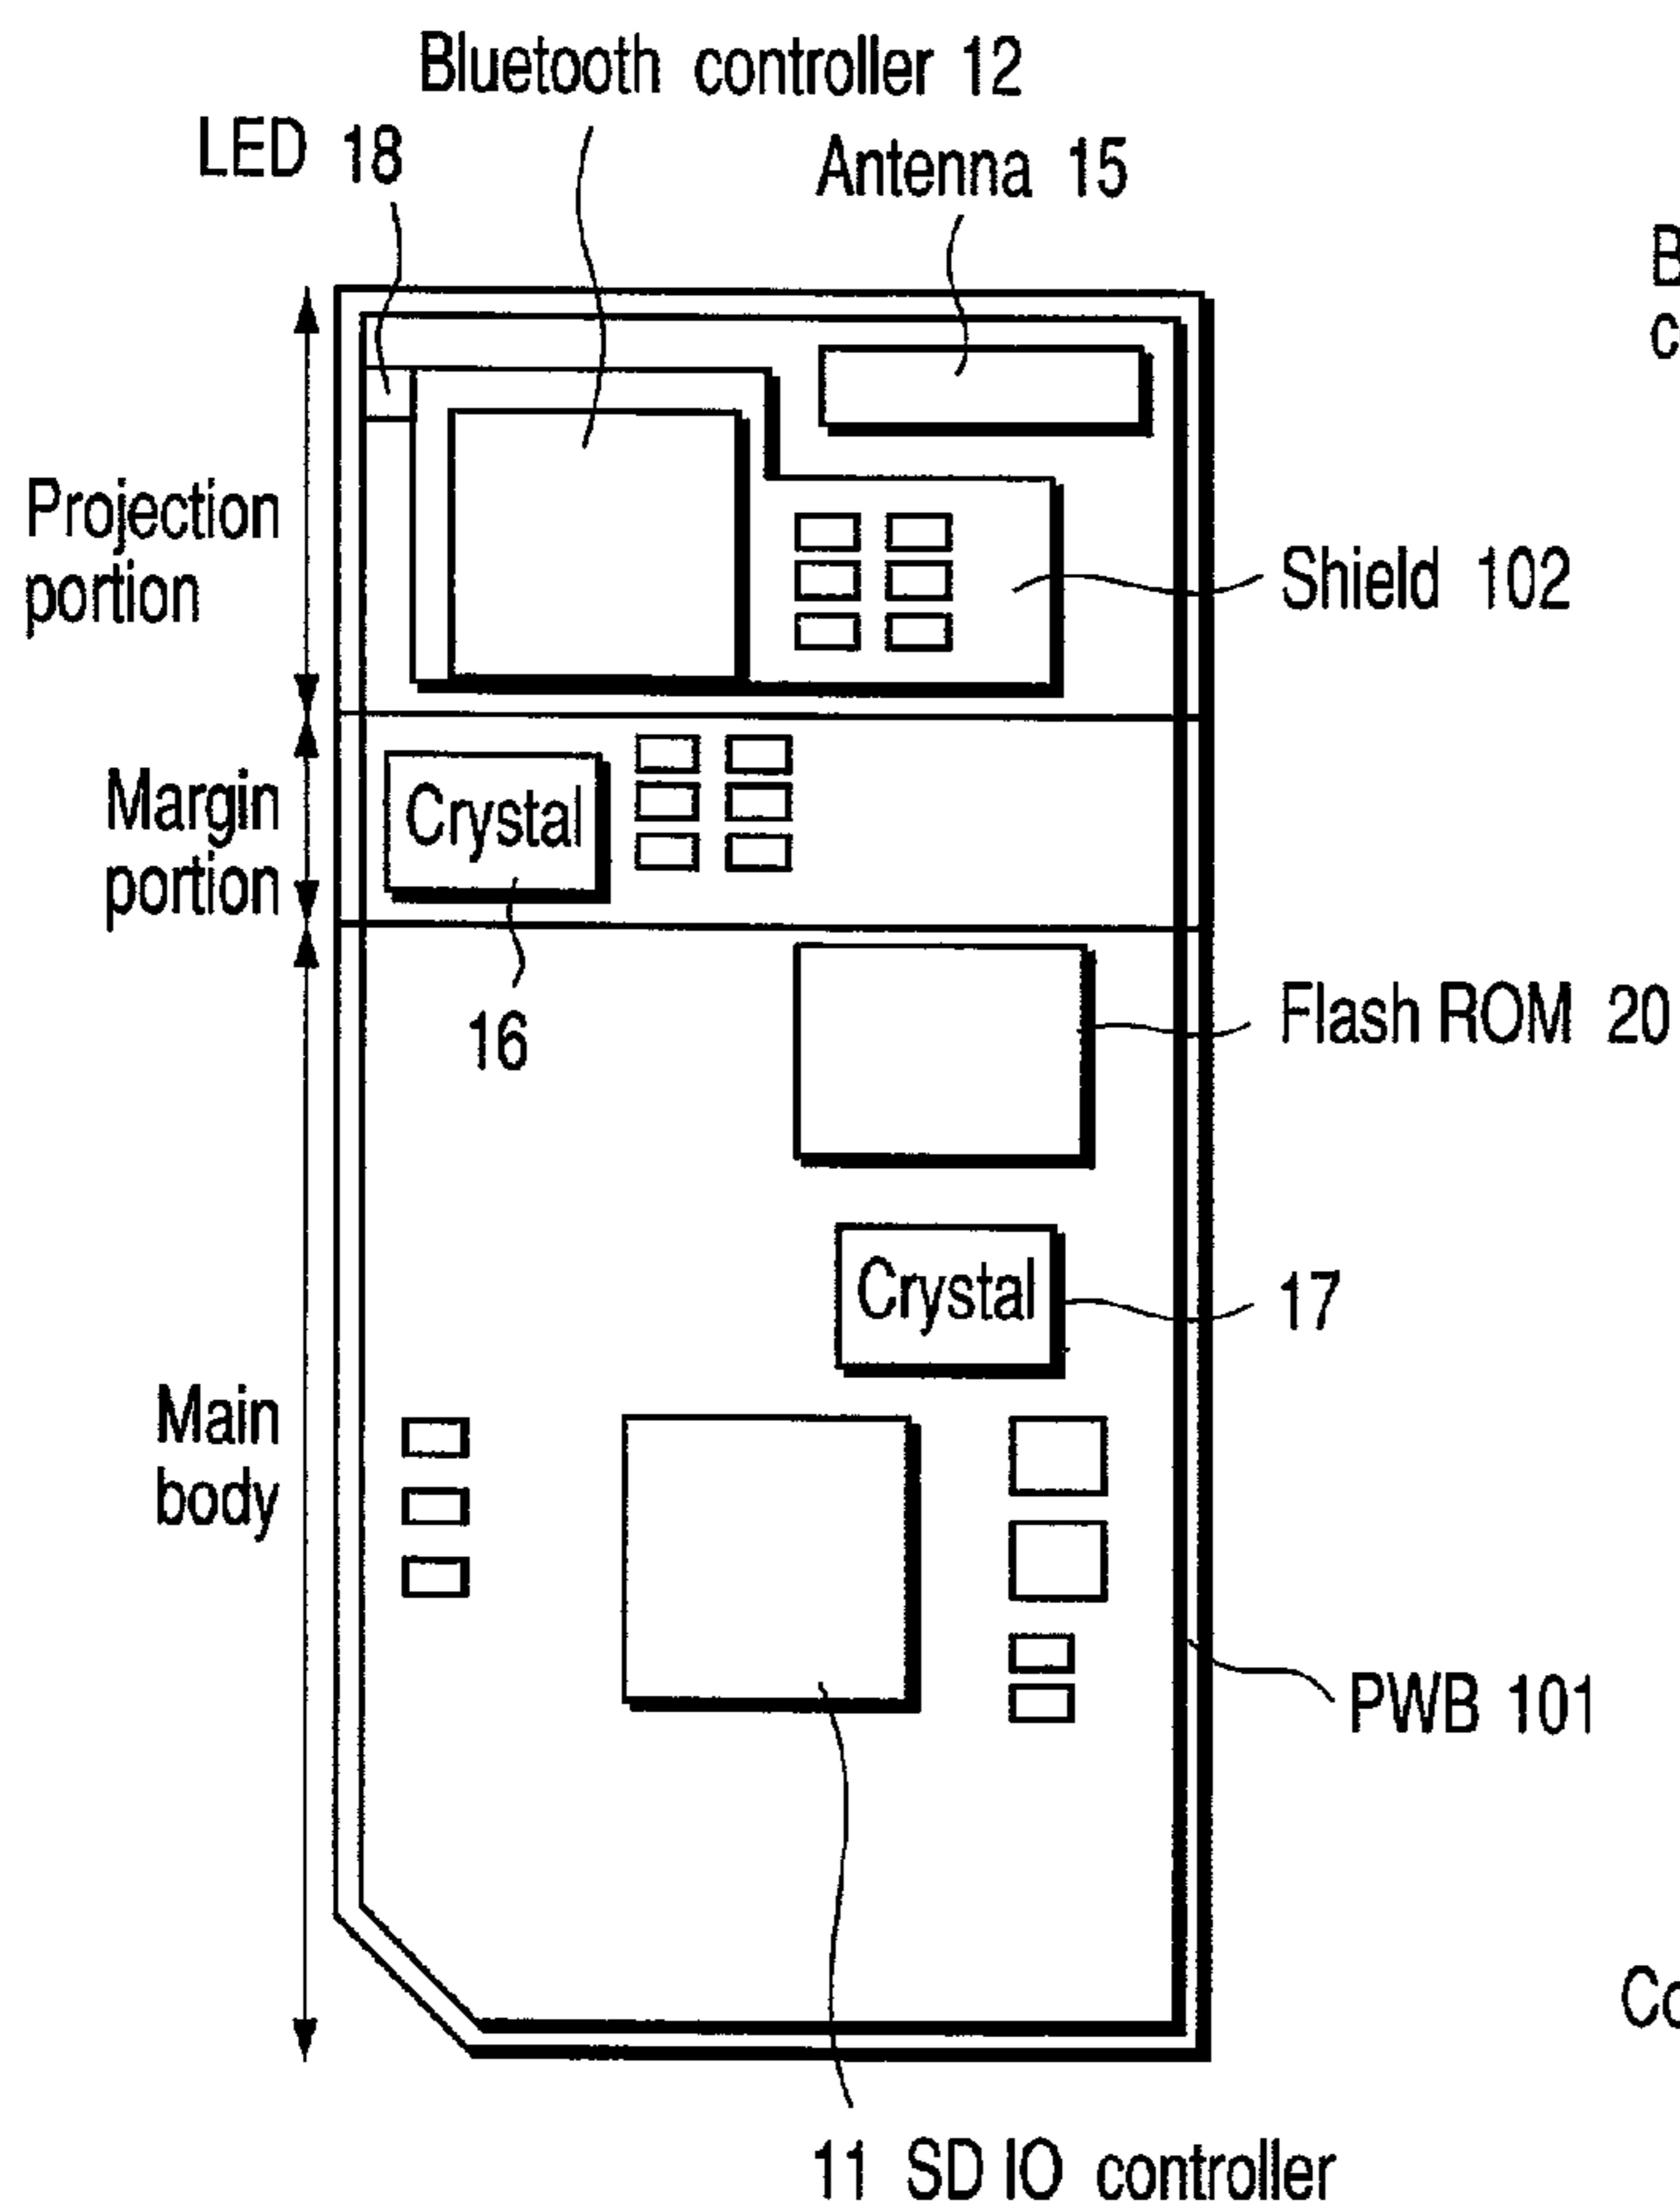 Bluetooth controller 12
LED 18
Antenna 15
Projection
portion
Shield 102
Margin
portion
Crystal
16
Flash ROM 20
Crystal
17
Main
body
PWB 101
11 SD IO controller